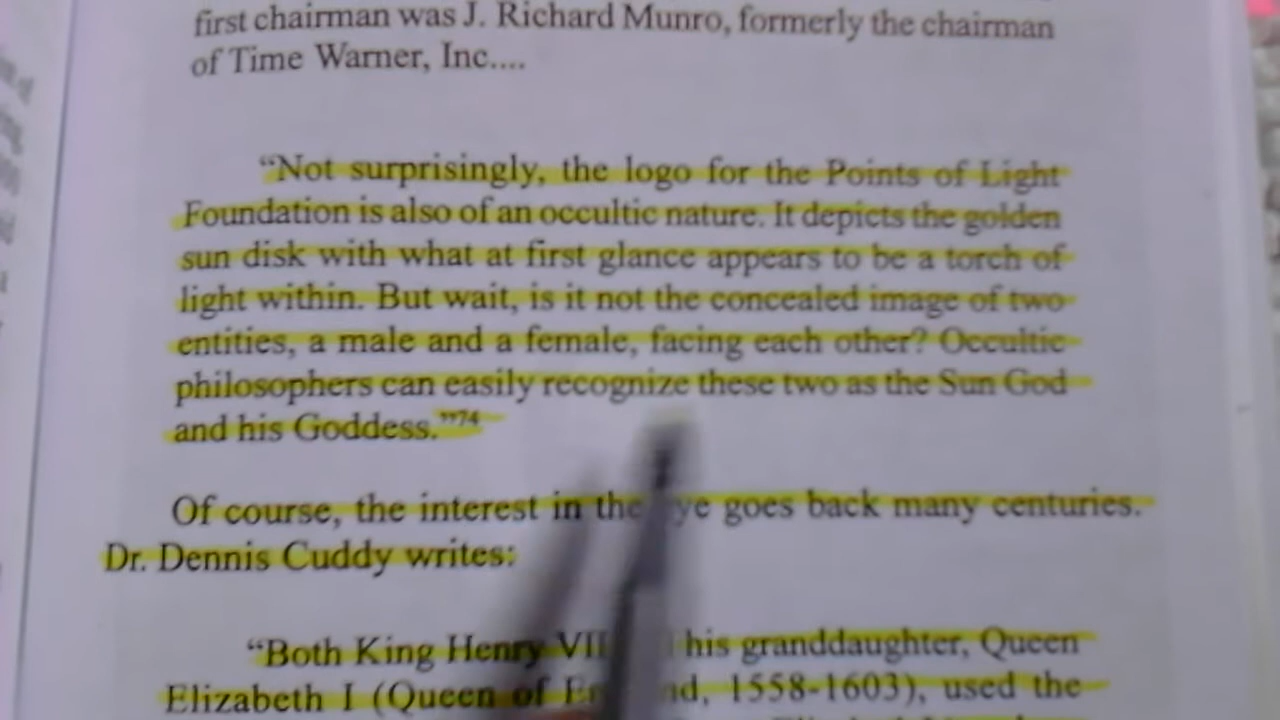 first chairman was J. Richard Munro, formerly the chairman
of Time Warner, Inc....
“Not surprisingly, the logo for the Points of Light
Foundation is also of an occultic nature. It depicts the golden
sun disk with what at first glance appears to be a torch of
light within. But wait, is it not the concealed image of two
entities, a male and a female, facing each other? Occultic
philosophers can easily recognize these two as the Sun God
and his Goddess.”74
Of course, the interest in the goes back many centuries.
Dr. Dennis Cuddy writes:
“Both King Henry his granddaughter, Queen
Elizabeth I (Queen of 1558-1603), used the